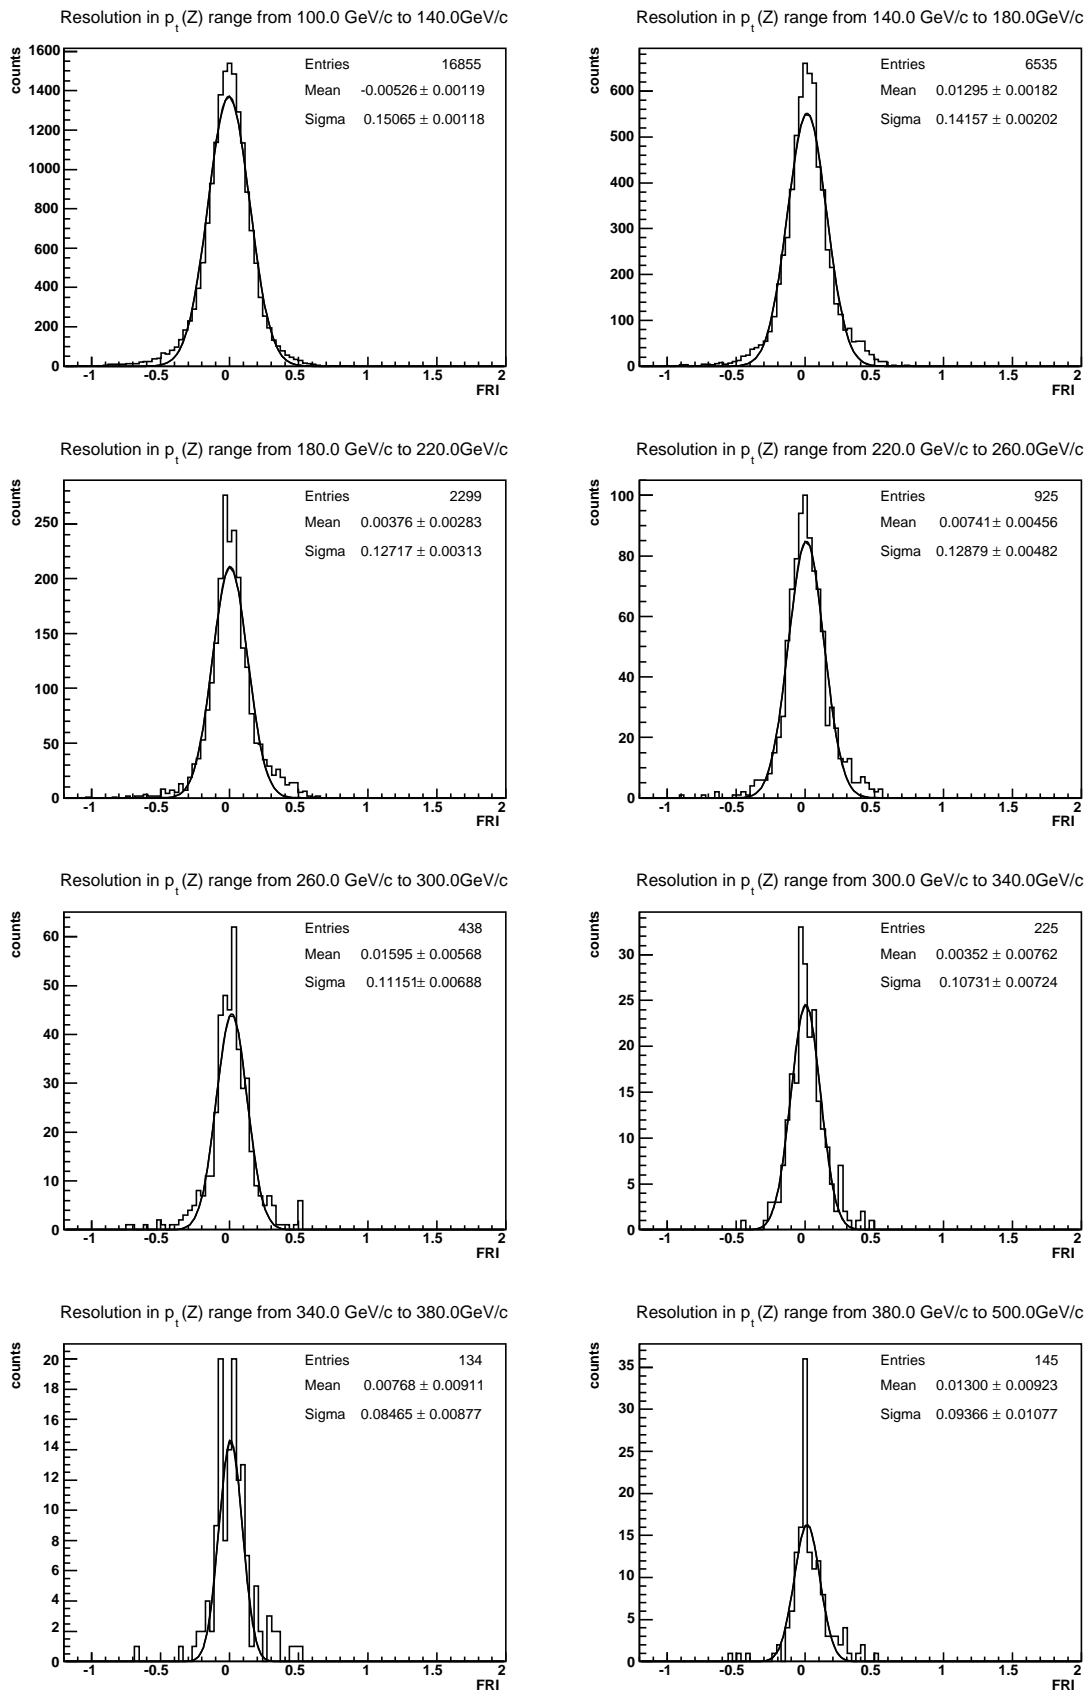 Resolution in p_t(Z) range from 100.0 GeV/c to 140.0GeV/c
counts
Entries 16855
Mean -0.00526 ± 0.00119
Sigma 0.15065 ± 0.00118
1600
1400
1200
1000
800
600
400
200
0
-1 -0.5 0 0.5 1 1.5 2
FRI
Resolution in p_t(Z) range from 140.0 GeV/c to 180.0GeV/c
counts
Entries 6535
Mean 0.01295 ± 0.00182
Sigma 0.14157 ± 0.00202
600
500
400
300
200
100
0
-1 -0.5 0 0.5 1 1.5 2
FRI
Resolution in p_t(Z) range from 180.0 GeV/c to 220.0GeV/c
counts
Entries 2299
Mean 0.00376 ± 0.00283
Sigma 0.12717 ± 0.00313
250
200
150
100
50
0
-1 -0.5 0 0.5 1 1.5 2
FRI
Resolution in p_t(Z) range from 220.0 GeV/c to 260.0GeV/c
counts
Entries 925
Mean 0.00741 ± 0.00456
Sigma 0.12879 ± 0.00482
100
80
60
40
20
0
-1 -0.5 0 0.5 1 1.5 2
FRI
Resolution in p_t(Z) range from 260.0 GeV/c to 300.0GeV/c
counts
Entries 438
Mean 0.01595 ± 0.00568
Sigma 0.11151± 0.00688
60
50
40
30
20
10
0
-1 -0.5 0 0.5 1 1.5 2
FRI
Resolution in p_t(Z) range from 300.0 GeV/c to 340.0GeV/c
counts
Entries 225
Mean 0.00352 ± 0.00762
Sigma 0.10731 ± 0.00724
30
25
20
15
10
5
0
-1 -0.5 0 0.5 1 1.5 2
FRI
Resolution in p_t(Z) range from 340.0 GeV/c to 380.0GeV/c
counts
Entries 134
Mean 0.00768 ± 0.00911
Sigma 0.08465 ± 0.00877
20
18
16
14
12
10
8
6
4
2
0
-1 -0.5 0 0.5 1 1.5 2
FRI
Resolution in p_t(Z) range from 380.0 GeV/c to 500.0GeV/c
counts
Entries 145
Mean 0.01300 ± 0.00923
Sigma 0.09366 ± 0.01077
35
30
25
20
15
10
5
0
-1 -0.5 0 0.5 1 1.5 2
FRI